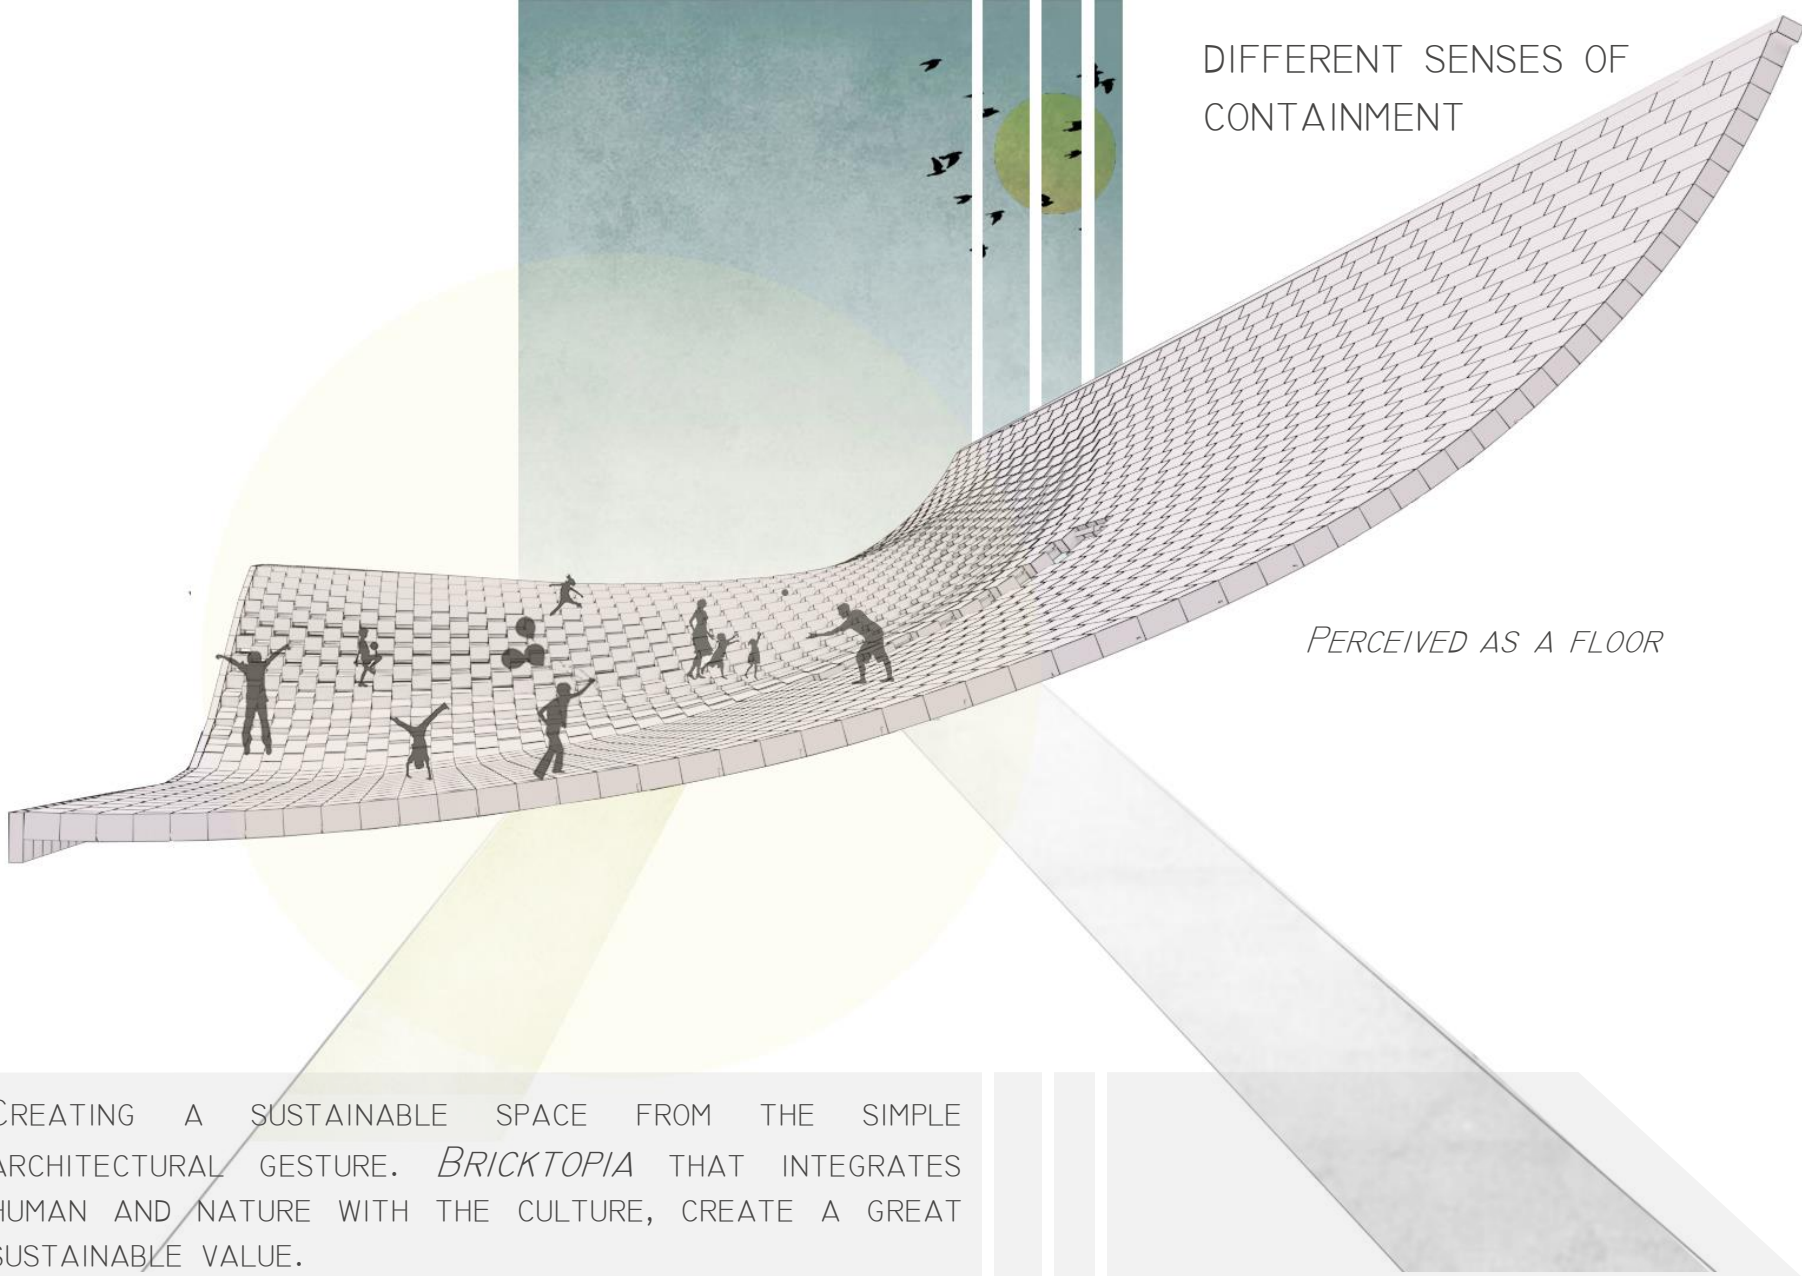 DIFFERENT SENSES OF
CONTAINMENT
PERCEIVED AS A FLOOR
CREATING A SUSTAINABLE SPACE FROM THE SIMPLE
ARCHITECTURAL GESTURE. BRICKTOPIA THAT INTEGRATES
HUMAN AND NATURE WITH THE CULTURE, CREATE A GREAT
SUSTAINABLE VALUE.